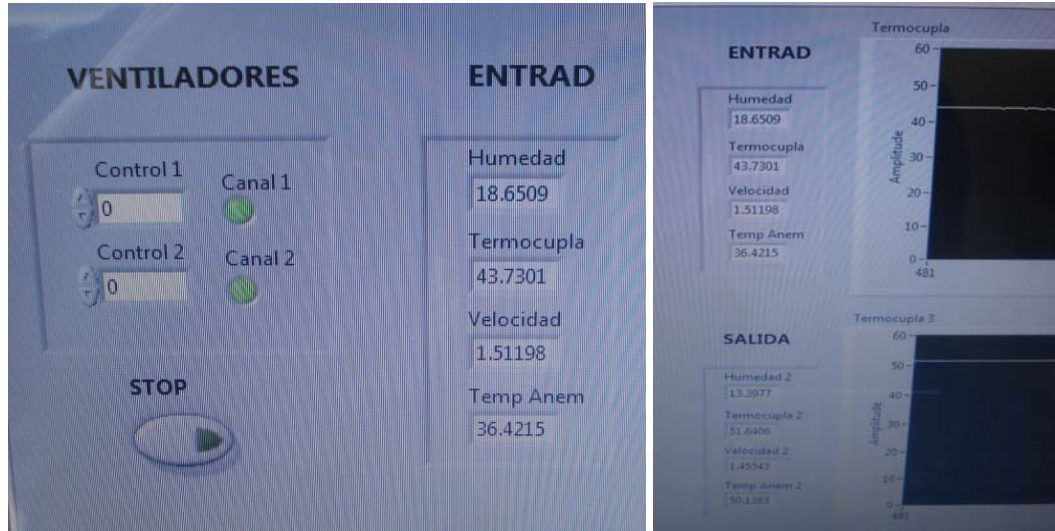 VENTILADORES
Control 1
0
Canal 1
Control 2
0
Canal 2
STOP
ENTRAD
Humedad
18.6509
Termocupla
43.7301
Velocidad
1.51198
Temp Anem
36.4215
ENTRAD
Humedad
18.6509
Termocupla
43.7301
Velocidad
1.51198
Temp Anem
36.4215
Termocupla
60
50
40
30
20
10
0
481
Amplitude
SALIDA
Humedad 2
13.3977
Termocupla 2
51.6406
Velocidad 2
1.45543
Temp Anem 2
50.1383
Termocupla 3
60
50
40
30
20
10
0
481
Amplitude